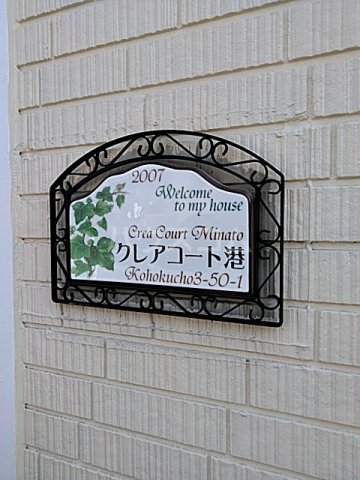 2007
Welcome
to my house
Crea Court Minato
クレアコート港
Kohokucho3-50-1